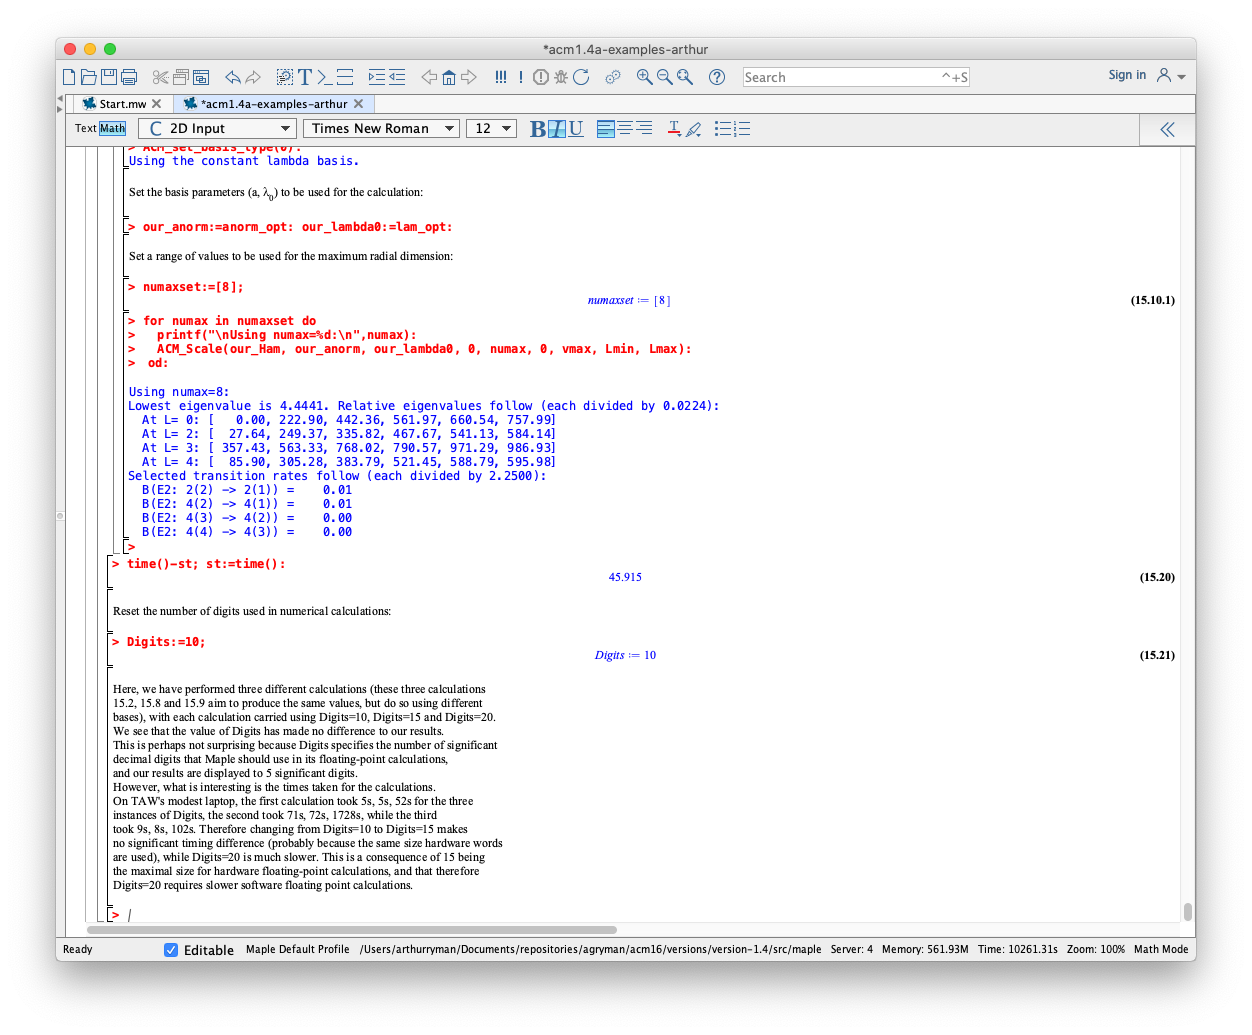 *acm1.4a-examples-arthur
Search
^+S
Sign in
Start.mw
*acm1.4a-examples-arthur
Text Math C 2D Input Times New Roman 12 B I U
> ACM_set_basis_type(0):
Using the constant lambda basis.
Set the basis parameters (a, λ0) to be used for the calculation:
> our_anorm:=anorm_opt: our_lambda0:=lam_opt:
Set a range of values to be used for the maximum radial dimension:
> numaxset:=[8];
numaxset := [8] (15.10.1)
> for numax in numaxset do
> printf("\nUsing numax=%d:\n",numax):
> ACM_Scale(our_Ham, our_anorm, our_lambda0, 0, numax, 0, vmax, Lmin, Lmax):
> od:
Using numax=8:
Lowest eigenvalue is 4.4441. Relative eigenvalues follow (each divided by 0.0224):
At L= 0: [ 0.00, 222.90, 442.36, 561.97, 660.54, 757.99]
At L= 2: [ 27.64, 249.37, 335.82, 467.67, 541.13, 584.14]
At L= 3: [ 357.43, 563.33, 768.02, 790.57, 971.29, 986.93]
At L= 4: [ 85.90, 305.28, 383.79, 521.45, 588.79, 595.98]
Selected transition rates follow (each divided by 2.2500):
B(E2: 2(2) -> 2(1)) = 0.01
B(E2: 4(2) -> 4(1)) = 0.01
B(E2: 4(3) -> 4(2)) = 0.00
B(E2: 4(4) -> 4(3)) = 0.00
>
> time()-st; st:=time():
45.915 (15.20)
Reset the number of digits used in numerical calculations:
> Digits:=10;
Digits := 10 (15.21)
Here, we have performed three different calculations (these three calculations
15.2, 15.8 and 15.9 aim to produce the same values, but do so using different
bases), with each calculation carried using Digits=10, Digits=15 and Digits=20.
We see that the value of Digits has made no difference to our results.
This is perhaps not surprising because Digits specifies the number of significant
decimal digits that Maple should use in its floating-point calculations,
and our results are displayed to 5 significant digits.
However, what is interesting is the times taken for the calculations.
On TAW's modest laptop, the first calculation took 5s, 5s, 52s for the three
instances of Digits, the second took 71s, 72s, 1728s, while the third
took 9s, 8s, 102s. Therefore changing from Digits=10 to Digits=15 makes
no significant timing difference (probably because the same size hardware words
are used), while Digits=20 is much slower. This is a consequence of 15 being
the maximal size for hardware floating-point calculations, and that therefore
Digits=20 requires slower software floating point calculations.
>
Ready Editable Maple Default Profile /Users/arthurryman/Documents/repositories/agryman/acm16/versions/version-1.4/src/maple Server: 4 Memory: 561.93M Time: 10261.31s Zoom: 100% Math Mode